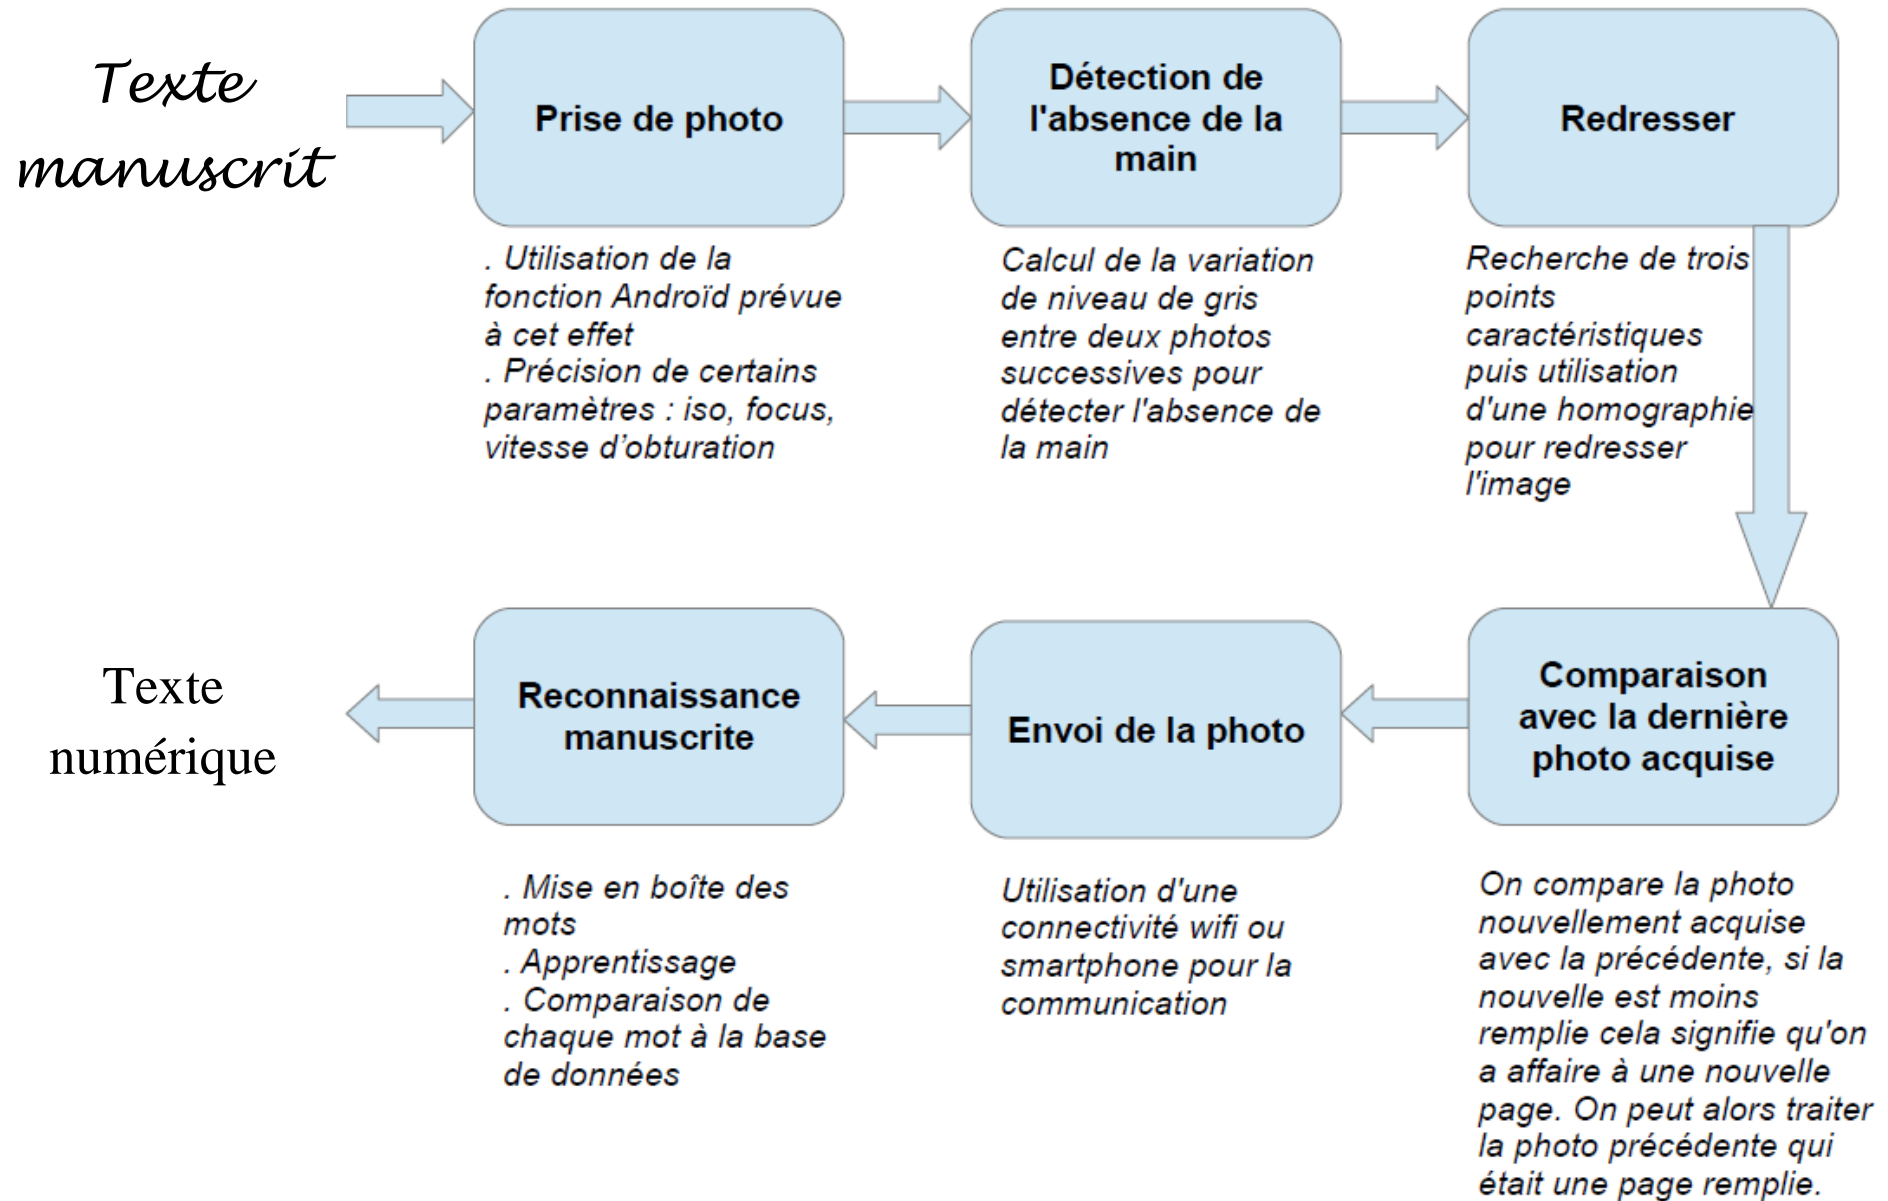 Texte
manuscrit
Prise de photo
. Utilisation de la
fonction Androïd prévue
à cet effet
. Précision de certains
paramètres : iso, focus,
vitesse d'obturation
Détection de
l'absence de la
main
Calcul de la variation
de niveau de gris
entre deux photos
successives pour
détecter l'absence de
la main
Redresser
Recherche de trois
points
caractéristiques
puis utilisation
d'une homographie
pour redresser
l'image
Comparaison
avec la dernière
photo acquise
On compare la photo
nouvellement acquise
avec la précédente, si la
nouvelle est moins
remplie cela signifie qu'on
a affaire à une nouvelle
page. On peut alors traiter
la photo précédente qui
était une page remplie.
Envoi de la photo
Utilisation d'une
connectivité wifi ou
smartphone pour la
communication
Reconnaissance
manuscrite
. Mise en boîte des
mots
. Apprentissage
. Comparaison de
chaque mot à la base
de données
Texte
numérique